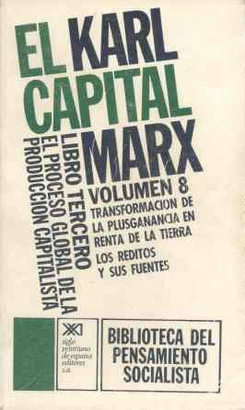 EL KARL
CAPITAL
MARX
LIBRO TERCERO
EL PROCESO GLOBAL DE LA
PRODUCCION CAPITALISTA
VOLUMEN 8
TRANSFORMACION DE
LA PLUSGANANCIA EN
RENTA DE LA TIERRA
LOS REDITOS
Y SUS FUENTES
XXI
siglo
veintiuno
de españa
editores
s.a.
BIBLIOTECA DEL
PENSAMIENTO
SOCIALISTA